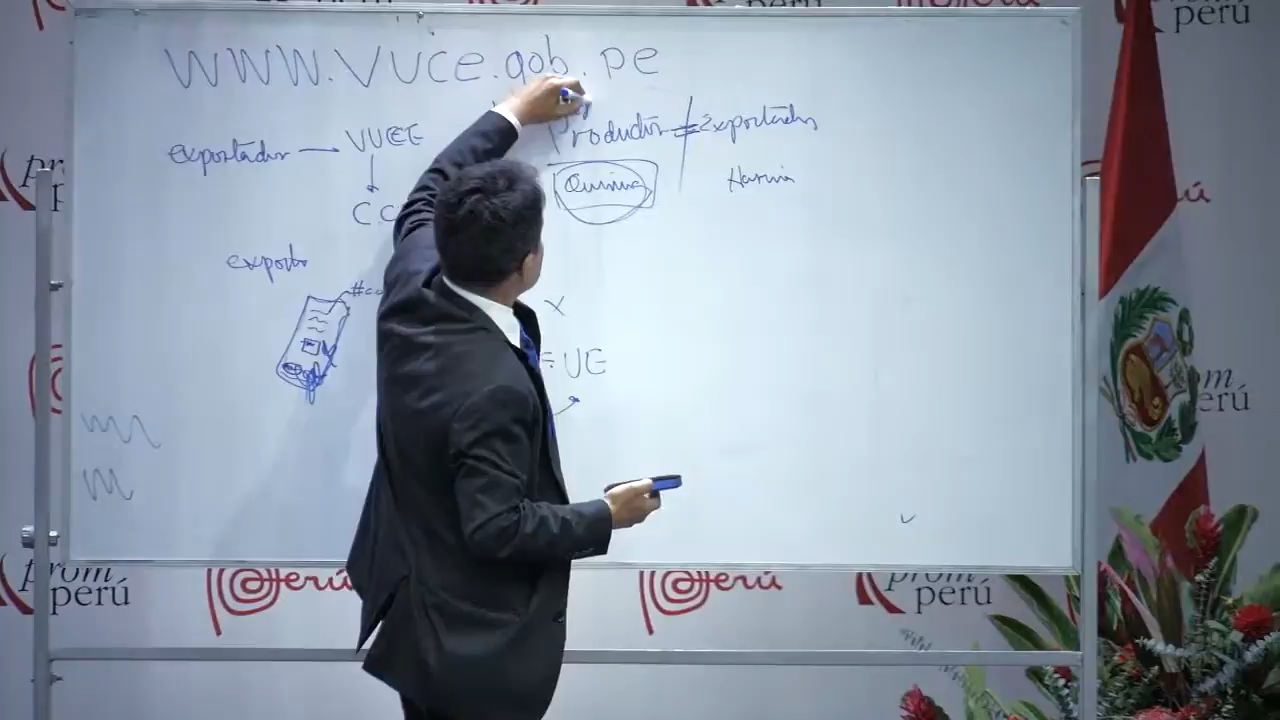 www.vuce.gob.pe
exportador → VUCE
Productor ≠ Exportador
Quinua
Harina
exporta
X
= UE
prom
perú
Perú
Perú
prom
perú
perú